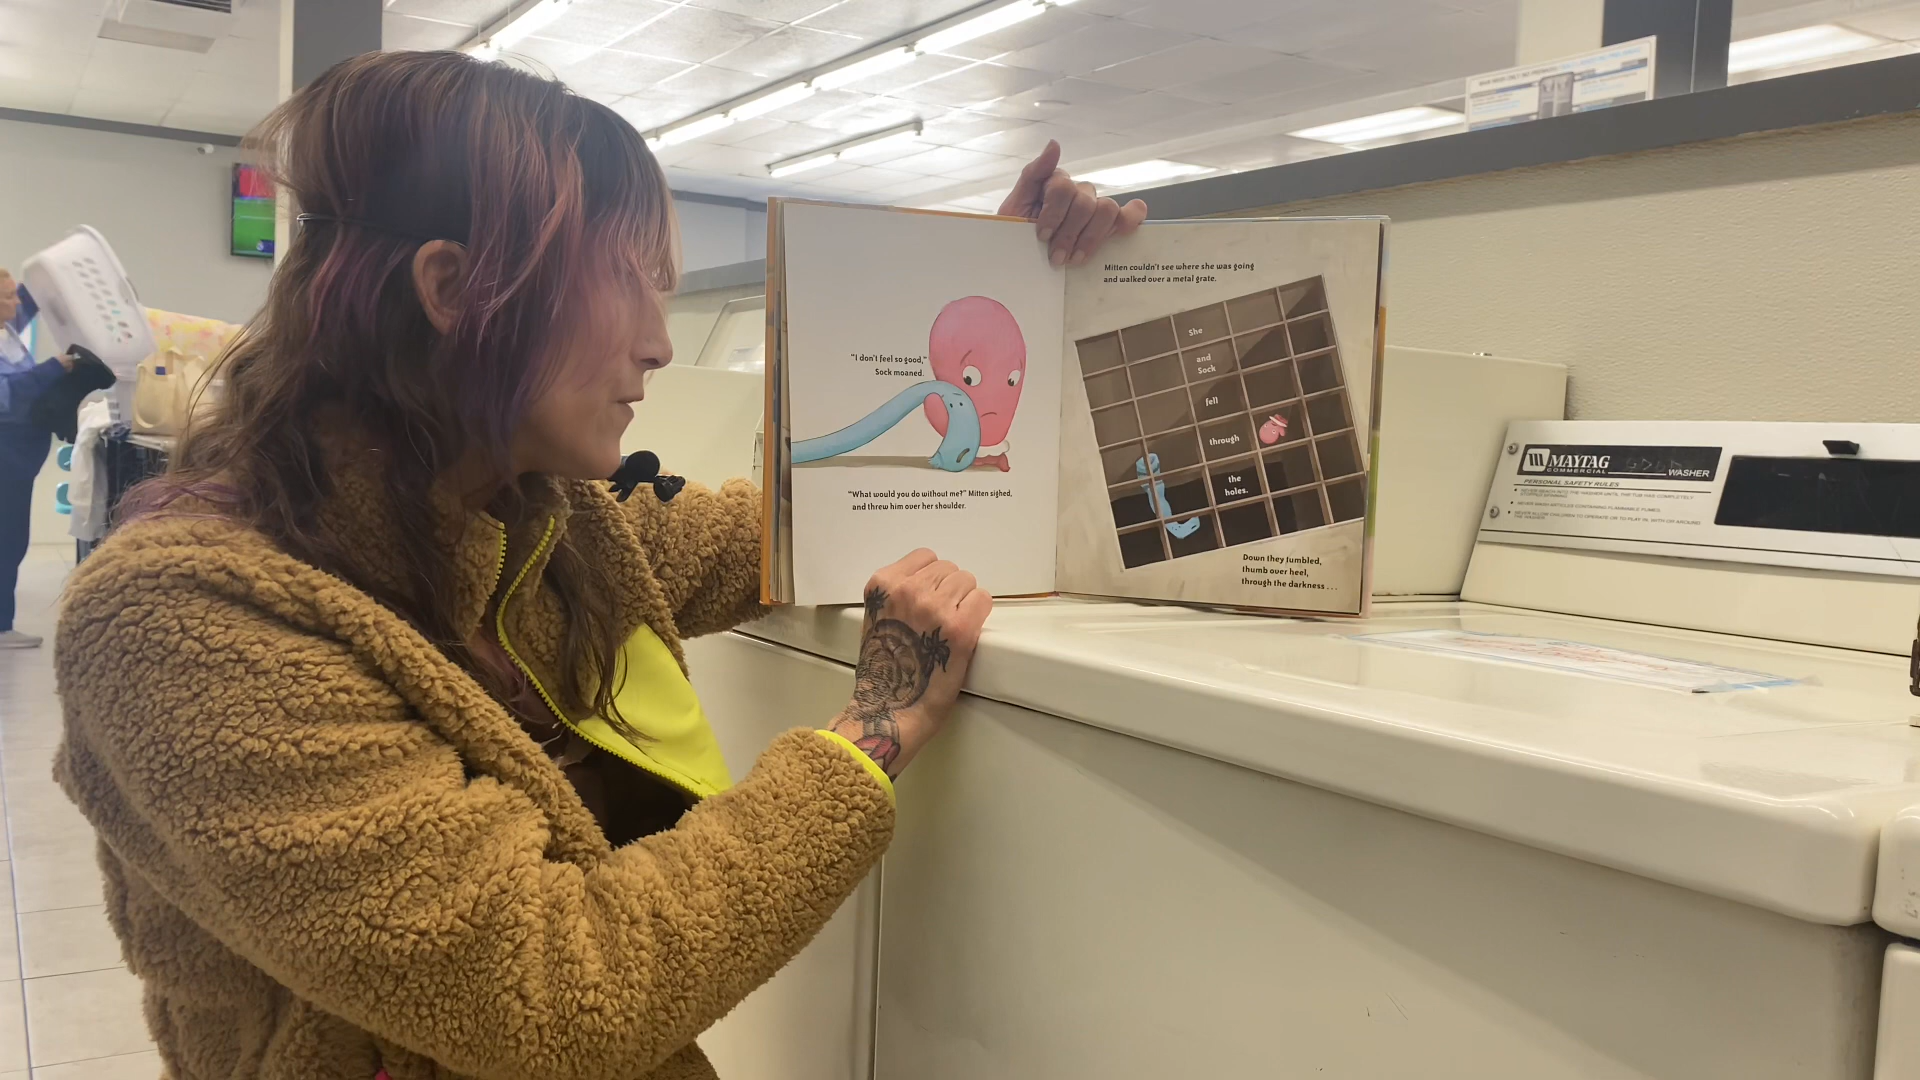 "I don't feel so good,"
Sock moaned.
"What would you do without me?" Mitten sighed,
and threw him over her shoulder.
Mitten couldn't see where she was going
and walked over a metal grate.
She
and
Sock
fell
through
the
holes.
Down they tumbled,
thumb over heel,
through the darkness...
MAYTAG
COMMERCIAL
WASHER
PERSONAL SAFETY RULES